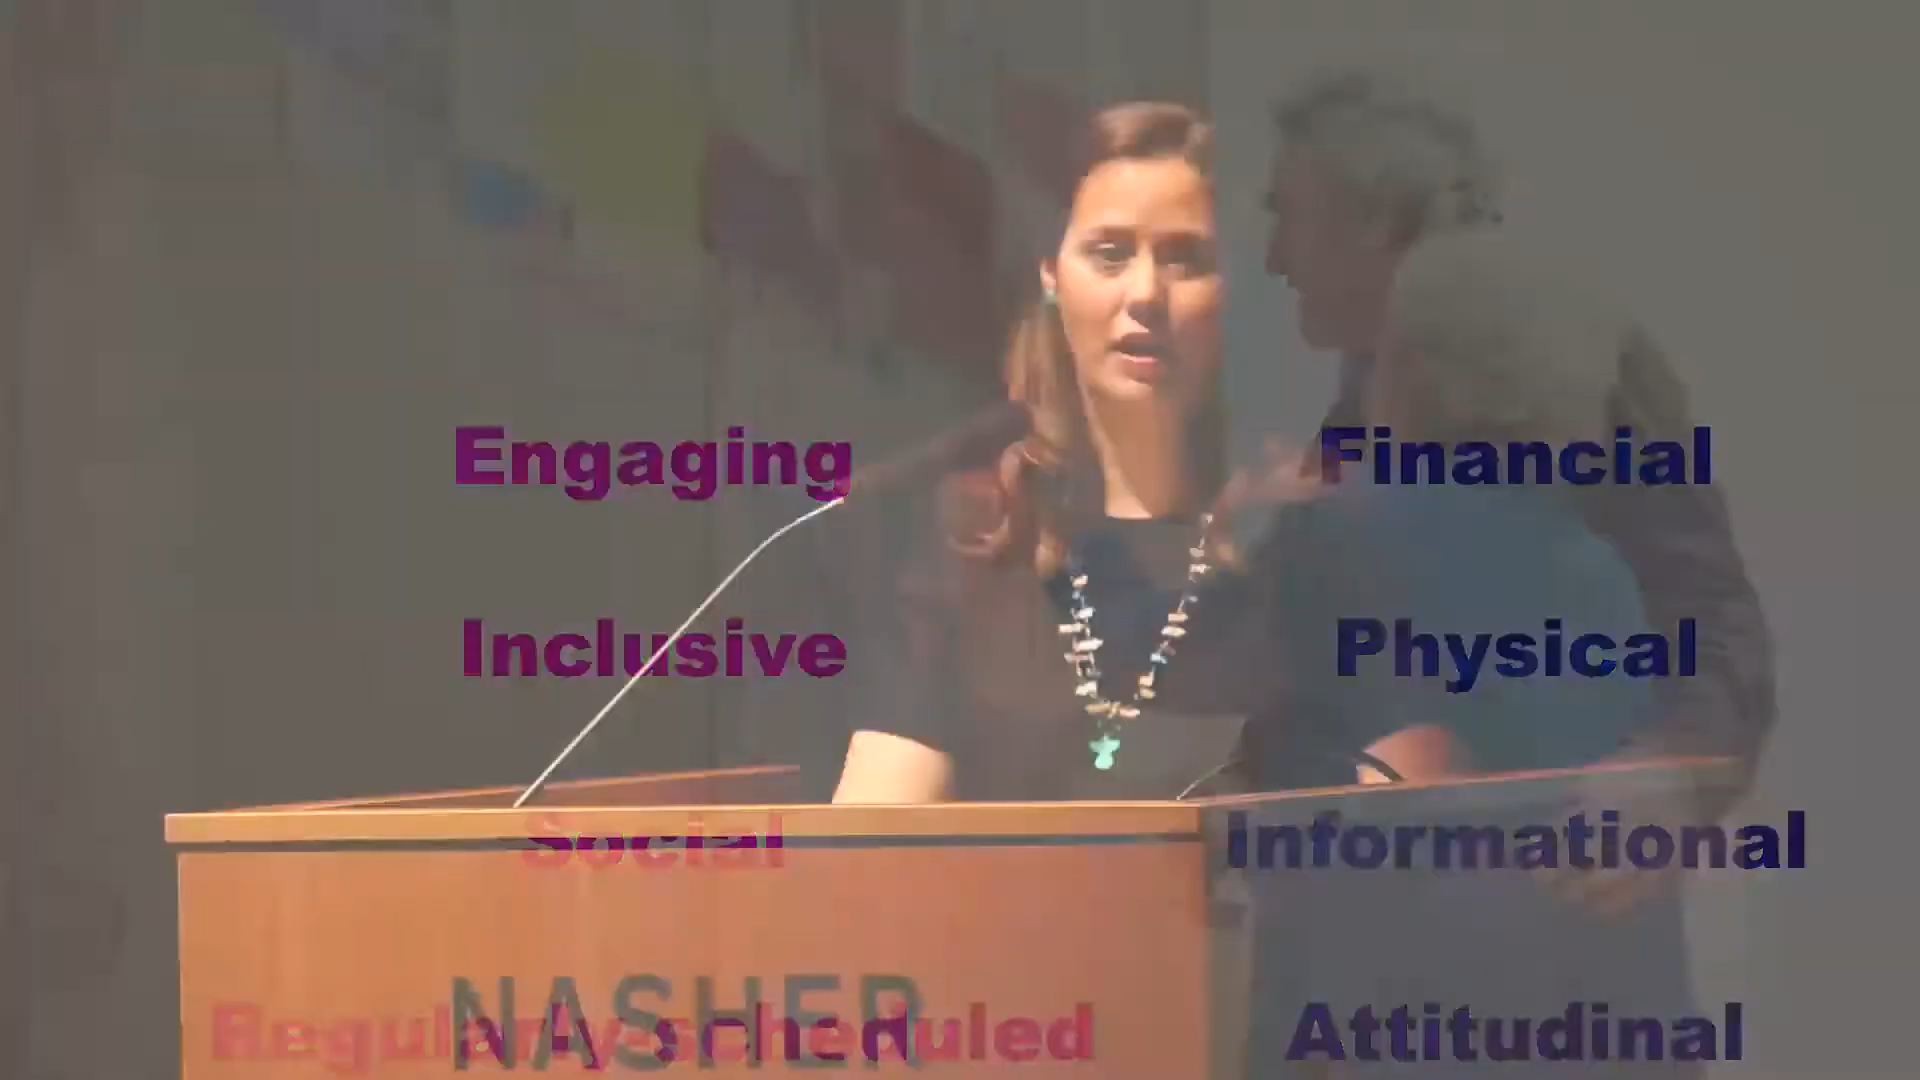 Engaging
Financial
Inclusive
Physical
Social
Informational
Regularly scheduled
Attitudinal
NASHER